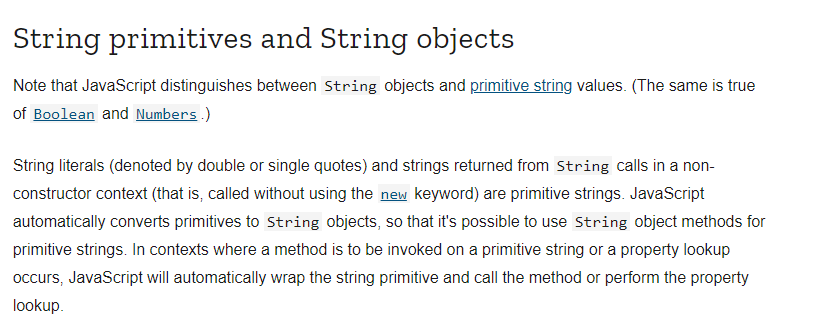 String primitives and String objects
Note that JavaScript distinguishes between String objects and primitive string values. (The same is true
of Boolean and Numbers.)
String literals (denoted by double or single quotes) and strings returned from String calls in a non-
constructor context (that is, called without using the new keyword) are primitive strings. JavaScript
automatically converts primitives to String objects, so that it's possible to use String object methods for
primitive strings. In contexts where a method is to be invoked on a primitive string or a property lookup
occurs, JavaScript will automatically wrap the string primitive and call the method or perform the property
lookup.